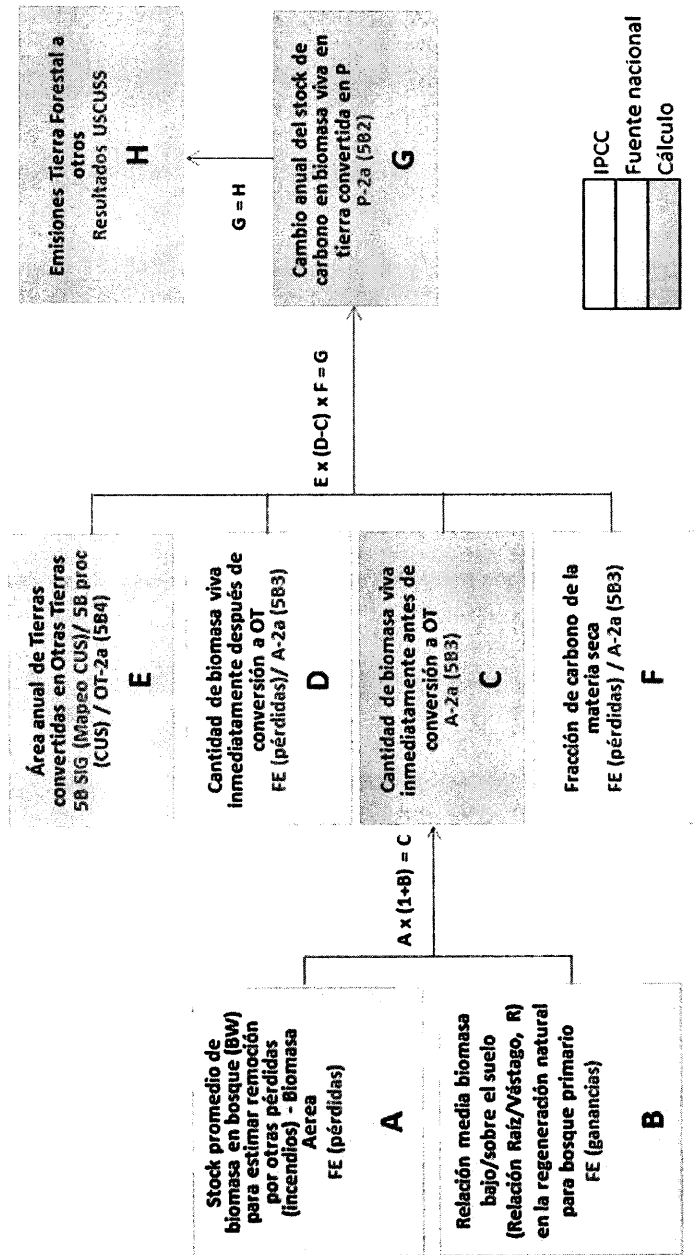 Stock promedio de
biomasa en bosque (BW)
para estimar remoción
por otras pérdidas
(incendios) - Biomasa
Aerea
FE (pérdidas)
A
Relación media biomasa
bajo/sobre el suelo
(Relación Raíz/Vástago, R)
en la regeneración natural
para bosque primario
FE (ganancias)
B
A x (1+B) = C
Área anual de Tierras
convertidas en Otras Tierras
5B SIG (Mapeo CUS)/ 5B proc
(CUS) / OT-2a (5B4)
E
Cantidad de biomasa viva
inmediatamente después de
conversión a OT
FE (pérdidas)/ A-2a (5B3)
D
Cantidad de biomasa viva
inmediatamente antes de
conversión a OT
A-2a (5B3)
C
Fracción de carbono de la
materia seca
FE (pérdidas) / A-2a (5B3)
F
E x (D-C) x F = G
Emisiones Tierra Forestal a
otros
Resultados USCUSS
H
G = H
Cambio anual del stock de
carbono en biomasa viva en
tierra convertida en P
P-2a (5B2)
G
IPCC
Fuente nacional
Cálculo